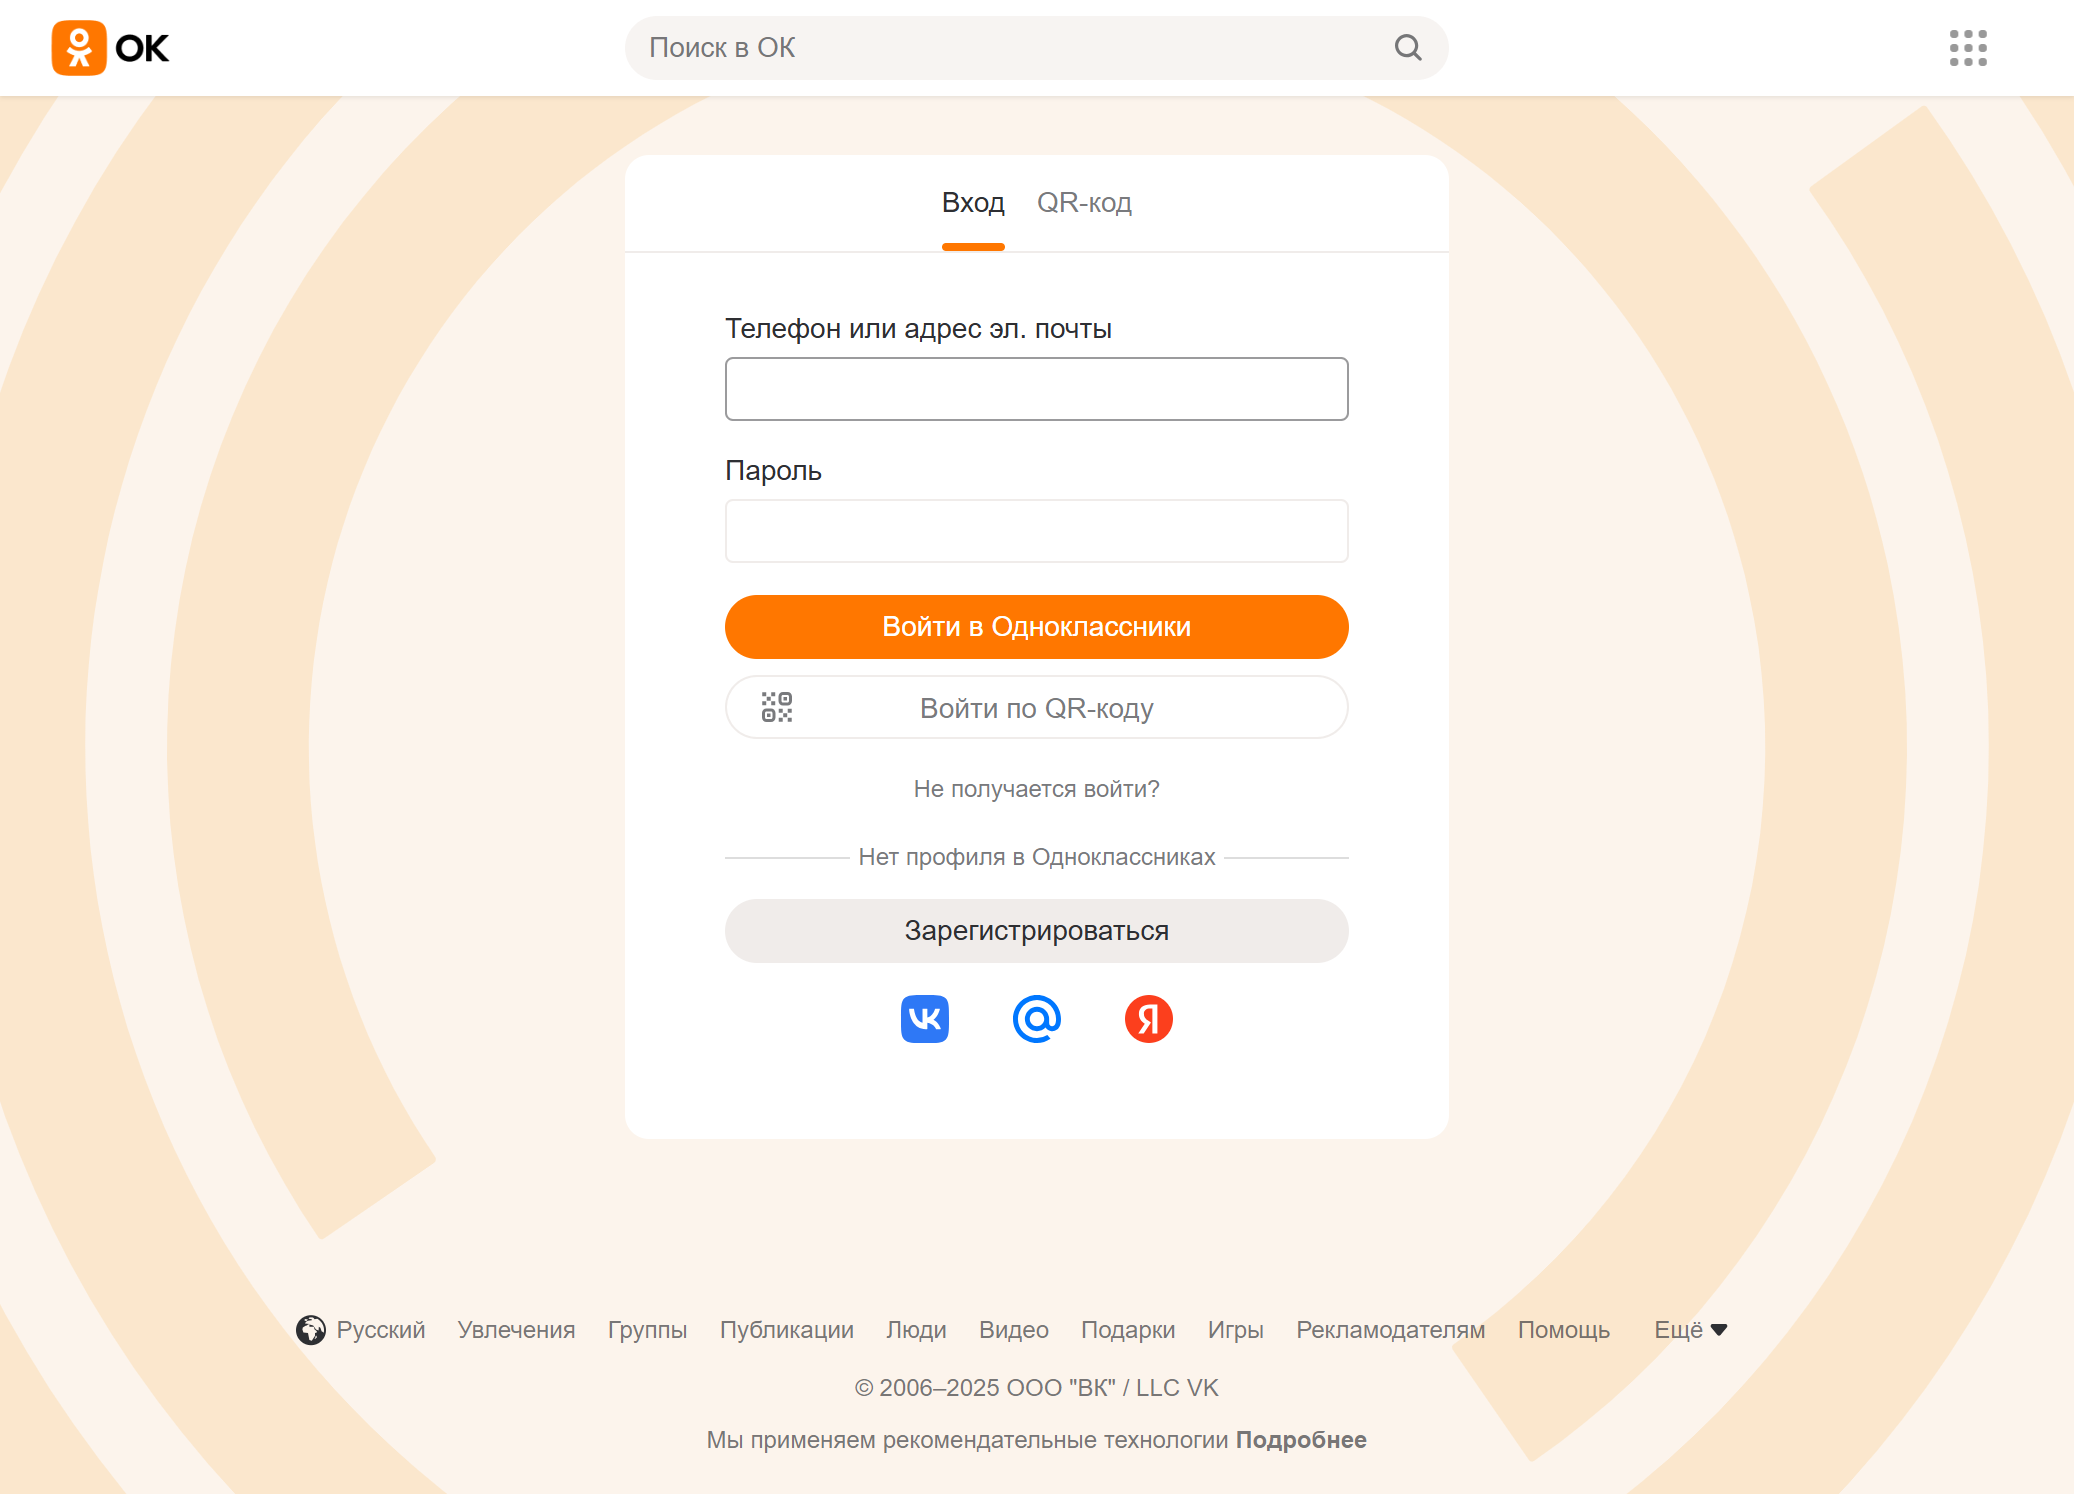 ОК
Поиск в ОК
Вход QR-код
Телефон или адрес эл. почты
Пароль
Войти в Одноклассники
Войти по QR-коду
Не получается войти?
Нет профиля в Одноклассниках
Зарегистрироваться
Русский Увлечения Группы Публикации Люди Видео Подарки Игры Рекламодателям Помощь Ещё
© 2006–2025 ООО "ВК" / LLC VK
Мы применяем рекомендательные технологии Подробнее